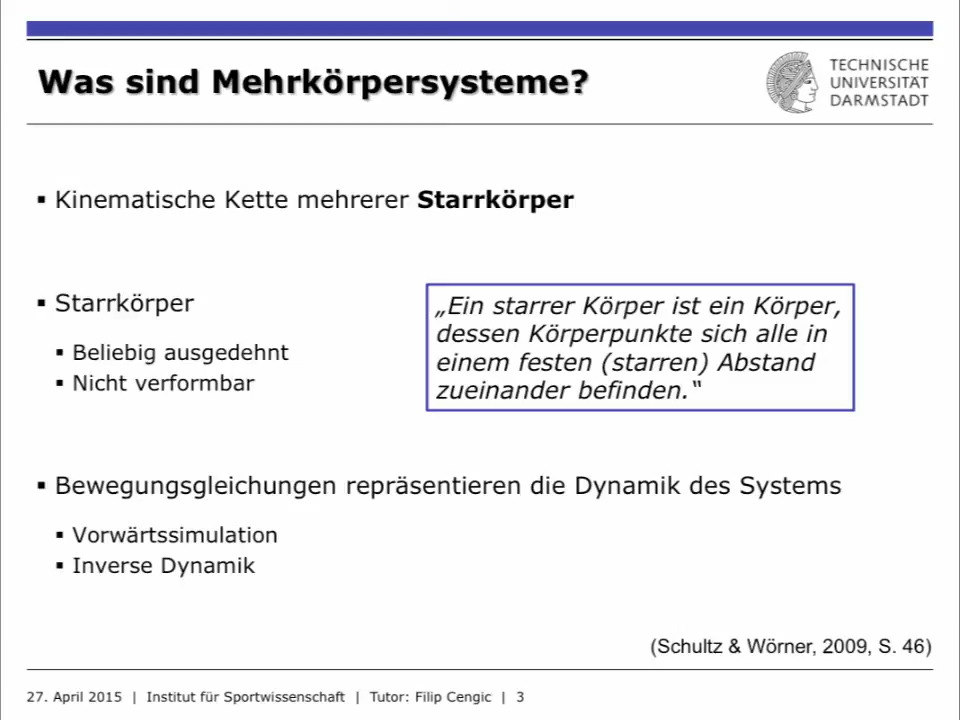 Was sind Mehrkörpersysteme?
TECHNISCHE
UNIVERSITÄT
DARMSTADT
▪ Kinematische Kette mehrerer Starrkörper
▪ Starrkörper
▪ Beliebig ausgedehnt
▪ Nicht verformbar
„Ein starrer Körper ist ein Körper,
dessen Körperpunkte sich alle in
einem festen (starren) Abstand
zueinander befinden.“
▪ Bewegungsgleichungen repräsentieren die Dynamik des Systems
▪ Vorwärtssimulation
▪ Inverse Dynamik
(Schultz & Wörner, 2009, S. 46)
27. April 2015 | Institut für Sportwissenschaft | Tutor: Filip Cengic | 3